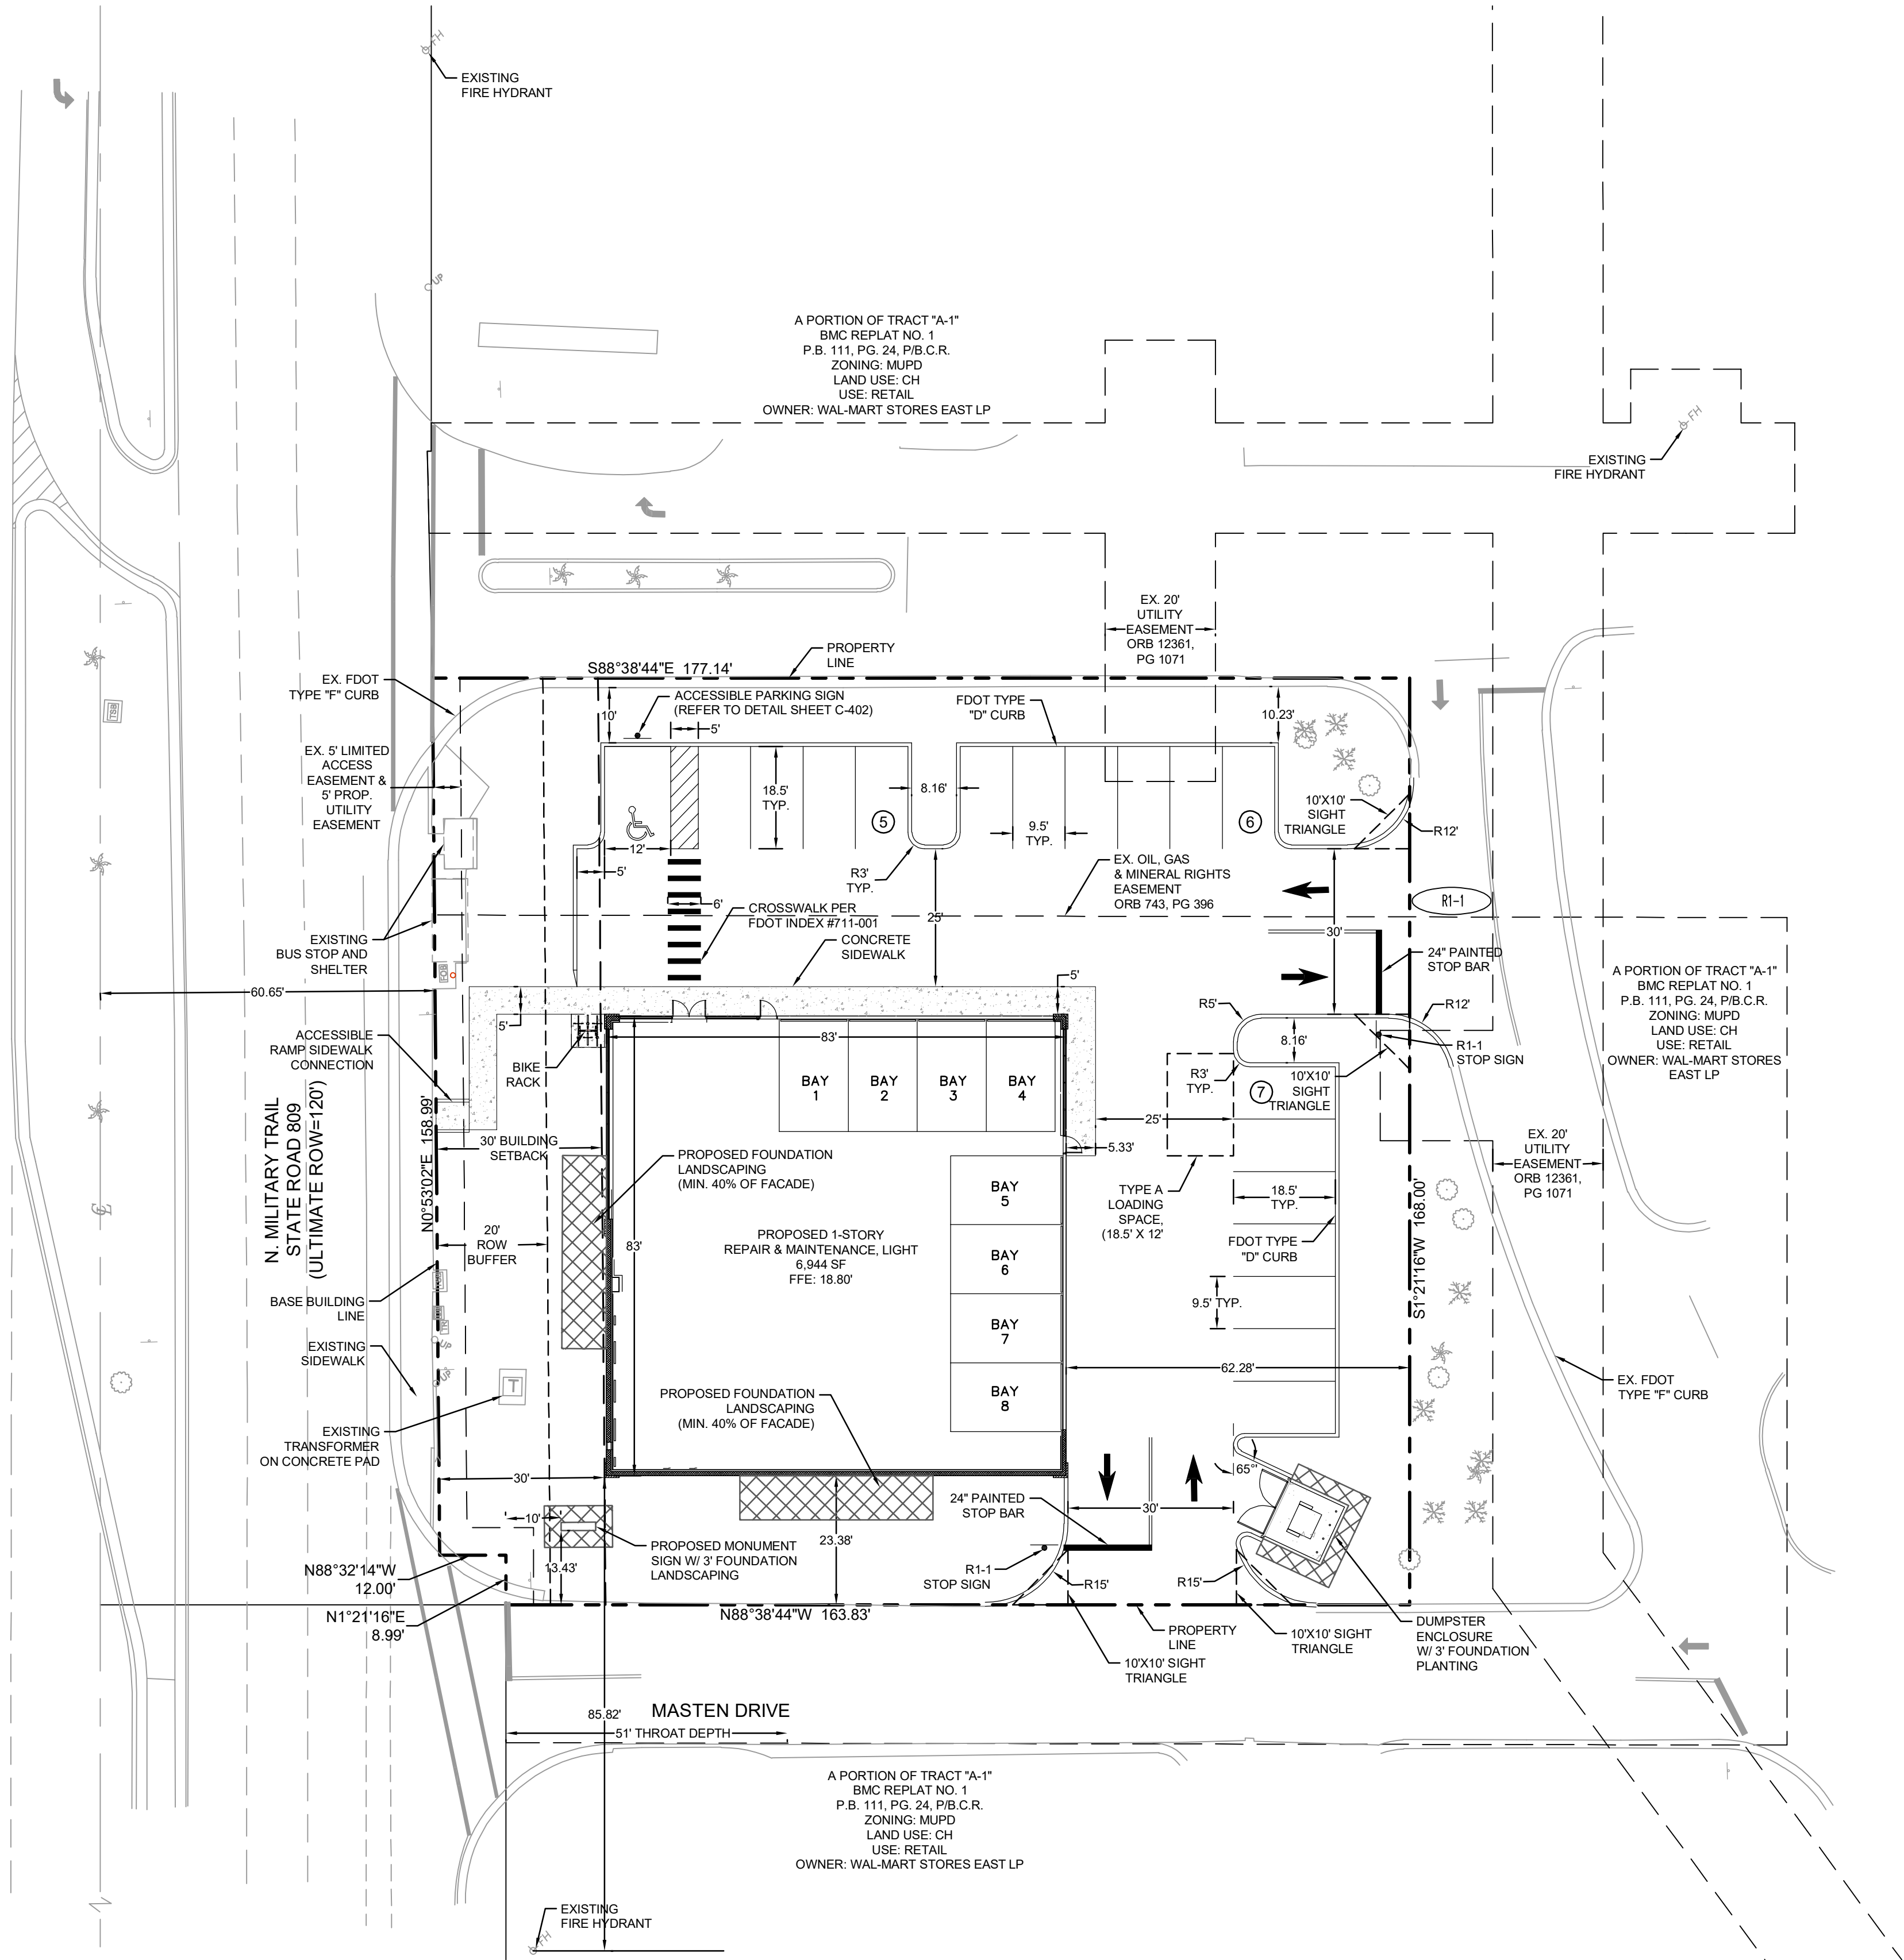 FH
EXISTING
FIRE HYDRANT
UP
A PORTION OF TRACT "A-1"
BMC REPLAT NO. 1
P.B. 111, PG. 24, P/B.C.R.
ZONING: MUPD
LAND USE: CH
USE: RETAIL
OWNER: WAL-MART STORES EAST LP
FH
EXISTING
FIRE HYDRANT
EX. 20'
UTILITY
EASEMENT
ORB 12361,
PG 1071
PROPERTY
LINE
S88°38'44"E  177.14'
EX. FDOT
TYPE "F" CURB
TSB
ACCESSIBLE PARKING SIGN
(REFER TO DETAIL SHEET C-402)
10'
5'
FDOT TYPE
"D" CURB
10.23'
EX. 5' LIMITED
ACCESS
EASEMENT &
5' PROP.
UTILITY
EASEMENT
18.5'
TYP.
8.16'
5
9.5'
TYP.
6
10'X10'
SIGHT
TRIANGLE
R12'
12'
5'
R3'
TYP.
EX. OIL, GAS
& MINERAL RIGHTS
EASEMENT
ORB 743, PG 396
R1-1
6'
CROSSWALK PER
FDOT INDEX #711-001
25'
30'
CONCRETE
SIDEWALK
EXISTING
BUS STOP AND
SHELTER
24" PAINTED
STOP BAR
A PORTION OF TRACT "A-1"
BMC REPLAT NO. 1
P.B. 111, PG. 24, P/B.C.R.
ZONING: MUPD
LAND USE: CH
USE: RETAIL
OWNER: WAL-MART STORES
EAST LP
60.65'
5'
5'
R5'
R12'
ACCESSIBLE
RAMP SIDEWALK
CONNECTION
BIKE
RACK
83'
8.16'
R1-1
STOP SIGN
BAY
1
BAY
2
BAY
3
BAY
4
R3'
TYP.
7
10'X10'
SIGHT
TRIANGLE
25'
5.33'
N. MILITARY TRAIL
STATE ROAD 809
(ULTIMATE ROW=120')
N0°53'02"E  158.99'
30' BUILDING
SETBACK
PROPOSED FOUNDATION
LANDSCAPING
(MIN. 40% OF FACADE)
EX. 20'
UTILITY
EASEMENT
ORB 12361,
PG 1071
BAY
5
TYPE A
LOADING
SPACE,
(18.5' X 12'
18.5'
TYP.
S1°21'16"W  168.00'
20'
ROW
BUFFER
83'
PROPOSED 1-STORY
REPAIR & MAINTENANCE, LIGHT
6,944 SF
FFE: 18.80'
BAY
6
FDOT TYPE
"D" CURB
BASE BUILDING
LINE
9.5' TYP.
BAY
7
EXISTING
SIDEWALK
UP
UP
62.28'
T
PROPOSED FOUNDATION
LANDSCAPING
(MIN. 40% OF FACADE)
BAY
8
EX. FDOT
TYPE "F" CURB
EXISTING
TRANSFORMER
ON CONCRETE PAD
30'
65°
24" PAINTED
STOP BAR
30'
10'
13.43'
PROPOSED MONUMENT
SIGN W/ 3' FOUNDATION
LANDSCAPING
23.38'
R1-1
STOP SIGN
R15'
R15'
N88°32'14"W
12.00'
N1°21'16"E
8.99'
N88°38'44"W  163.83'
PROPERTY
LINE
10'X10' SIGHT
TRIANGLE
10'X10' SIGHT
TRIANGLE
DUMPSTER
ENCLOSURE
W/ 3' FOUNDATION
PLANTING
85.82'
MASTEN DRIVE
51' THROAT DEPTH
A PORTION OF TRACT "A-1"
BMC REPLAT NO. 1
P.B. 111, PG. 24, P/B.C.R.
ZONING: MUPD
LAND USE: CH
USE: RETAIL
OWNER: WAL-MART STORES EAST LP
EXISTING
FIRE HYDRANT
FH